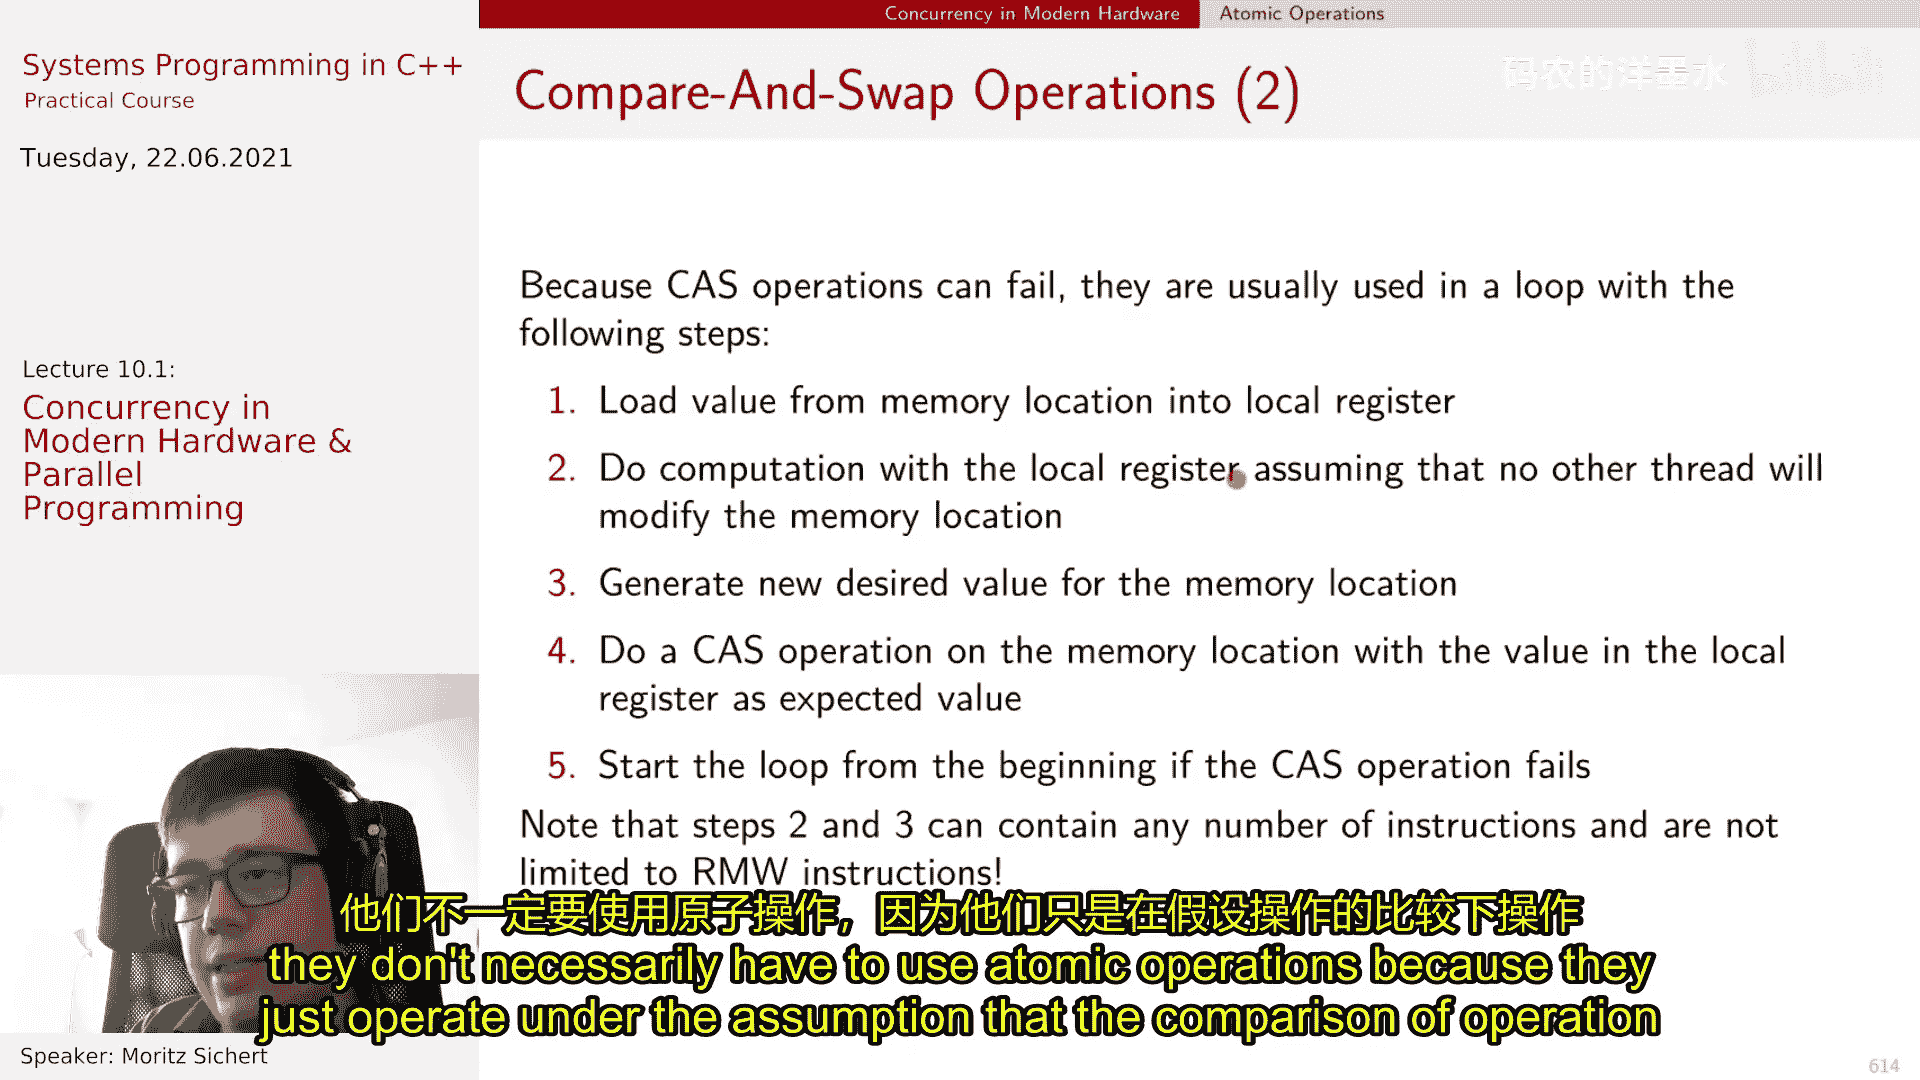 Concurrency in Modern Hardware
Atomic Operations
Systems Programming in C++
Practical Course
Tuesday, 22.06.2021
Lecture 10.1:
Concurrency in
Modern Hardware &
Parallel
Programming
Speaker: Moritz Sichert
Compare-And-Swap Operations (2)
码农的洋墨水
bilibili
Because CAS operations can fail, they are usually used in a loop with the
following steps:
1. Load value from memory location into local register
2. Do computation with the local register assuming that no other thread will
modify the memory location
3. Generate new desired value for the memory location
4. Do a CAS operation on the memory location with the value in the local
register as expected value
5. Start the loop from the beginning if the CAS operation fails
Note that steps 2 and 3 can contain any number of instructions and are not
limited to RMW instructions!
他们不一定要使用原子操作，因为他们只是在假设操作的比较下操作
they don't necessarily have to use atomic operations because they
just operate under the assumption that the comparison of operation
614